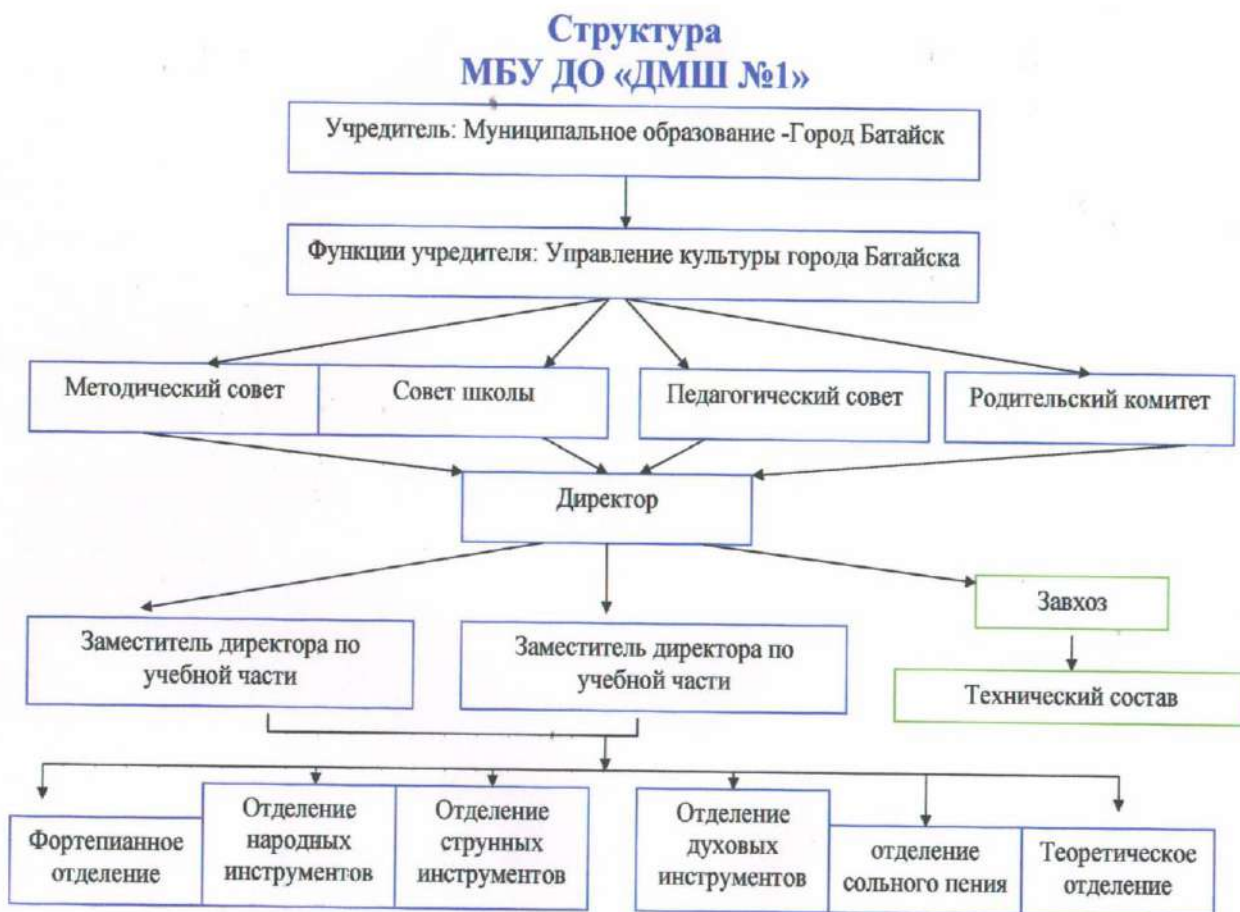 Структура
МБУ ДО «ДМШ №1»
Учредитель: Муниципальное образование -Город Батайск
Функции учредителя: Управление культуры города Батайска
Методический совет
Совет школы
Педагогический совет
Родительский комитет
Директор
Заместитель директора по
учебной части
Заместитель директора по
учебной части
Завхоз
Технический состав
Фортепианное
отделение
Отделение
народных
инструментов
Отделение
струнных
инструментов
Отделение
духовых
инструментов
отделение
сольного пения
Теоретическое
отделение